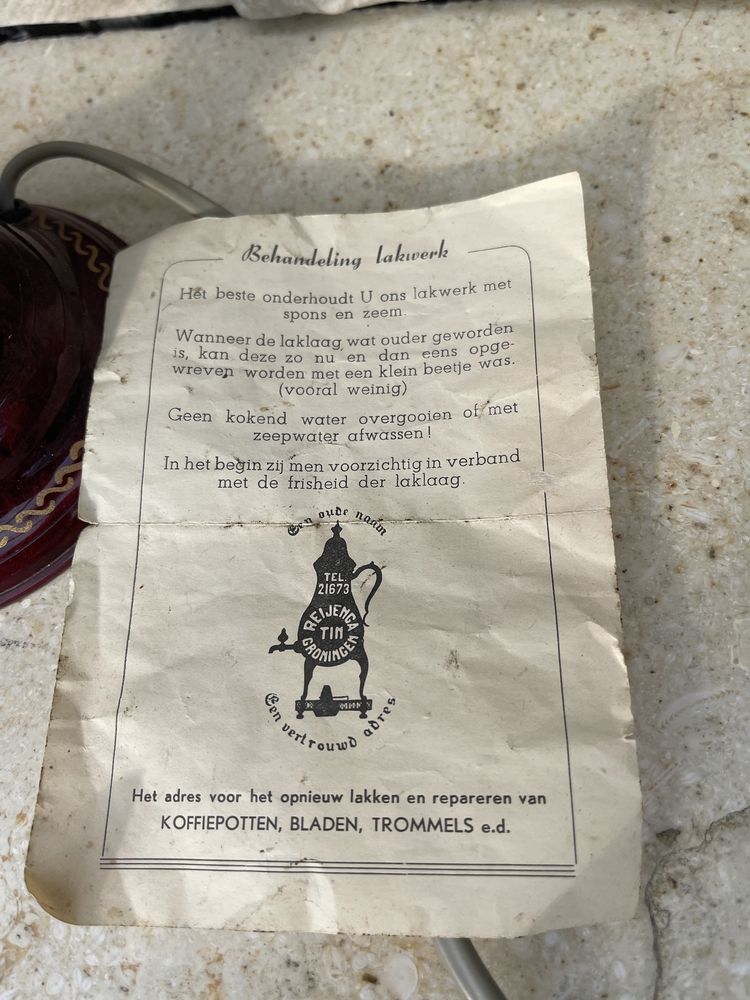 Behandeling lakwerk
Het beste onderhoudt U ons lakwerk met
spons en zeem.
Wanneer de laklaag wat ouder geworden
is, kan deze zo nu en dan eens opge-
wreven worden met een klein beetje was.
(vooral weinig)
Geen kokend water overgooien of met
zeepwater afwassen!
In het begin zij men voorzichtig in verband
met de frisheid der laklaag.
Een oude naam
TEL.
21673
REIJENGA
TIN
GRONINGEN
Een vertrouwd adres
Het adres voor het opnieuw lakken en repareren van
KOFFIEPOTTEN, BLADEN, TROMMELS e.d.